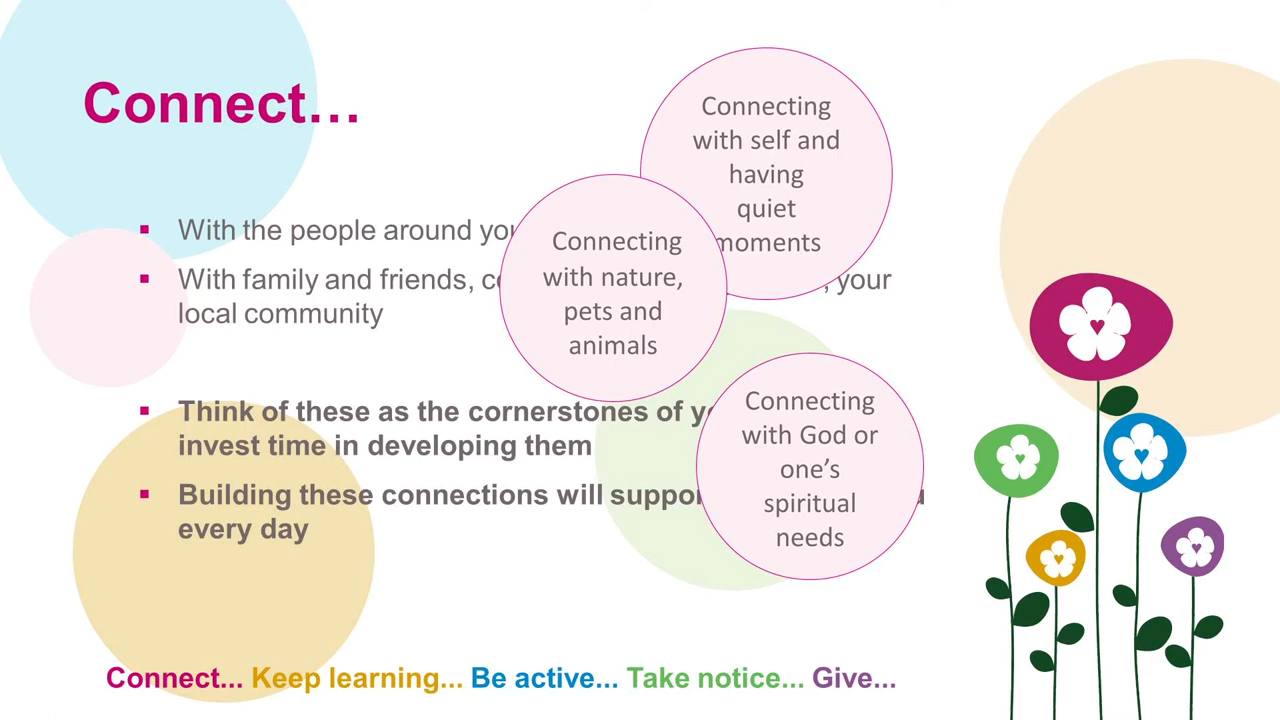 Connect…
With the people around
With family and friends, your
local community
Think of these as the cornerstones of
invest time in developing them
Building these connections will
every day
Connecting
with self and
having
quiet
moments
Connecting
with nature,
pets and
animals
Connecting
with God or
one’s
spiritual
needs
Connect... Keep learning... Be active... Take notice... Give...